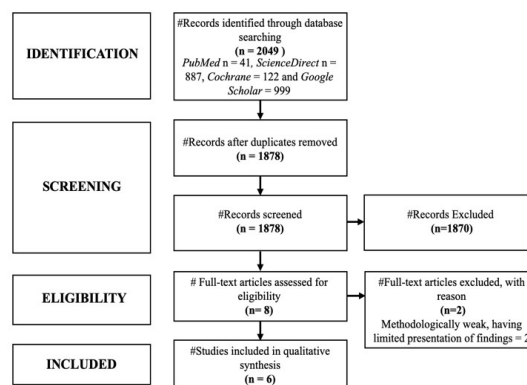 IDENTIFICATION
#Records identified through database
searching
(n = 2049 )
PubMed n = 41, ScienceDirect n =
887, Cochrane = 122 and Google
Scholar = 999
SCREENING
#Records after duplicates removed
(n = 1878)
#Records screened
(n = 1878)
#Records Excluded
(n=1870)
ELIGIBILITY
# Full-text articles assessed for
eligibility
(n= 8)
#Full-text articles excluded, with
reason
(n=2)
Methodologically weak, having
limited presentation of findings = 2
INCLUDED
#Studies included in qualitative
synthesis
(n = 6)